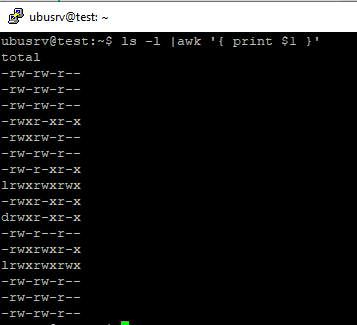 ubusrv@test: ~
ubusrv@test:~$ ls -l |awk '{ print $1 }'
total
-rw-rw-r--
-rw-rw-r--
-rw-rw-r--
-rwxr-xr-x
-rwxrw-r--
-rw-rw-r--
-rw-r-xr-x
lrwxrwxrwx
-rwxr-xr-x
drwxr-xr-x
-rw-r--r--
-rwxrwxr-x
lrwxrwxrwx
-rw-rw-r--
-rw-rw-r--
-rw-rw-r--